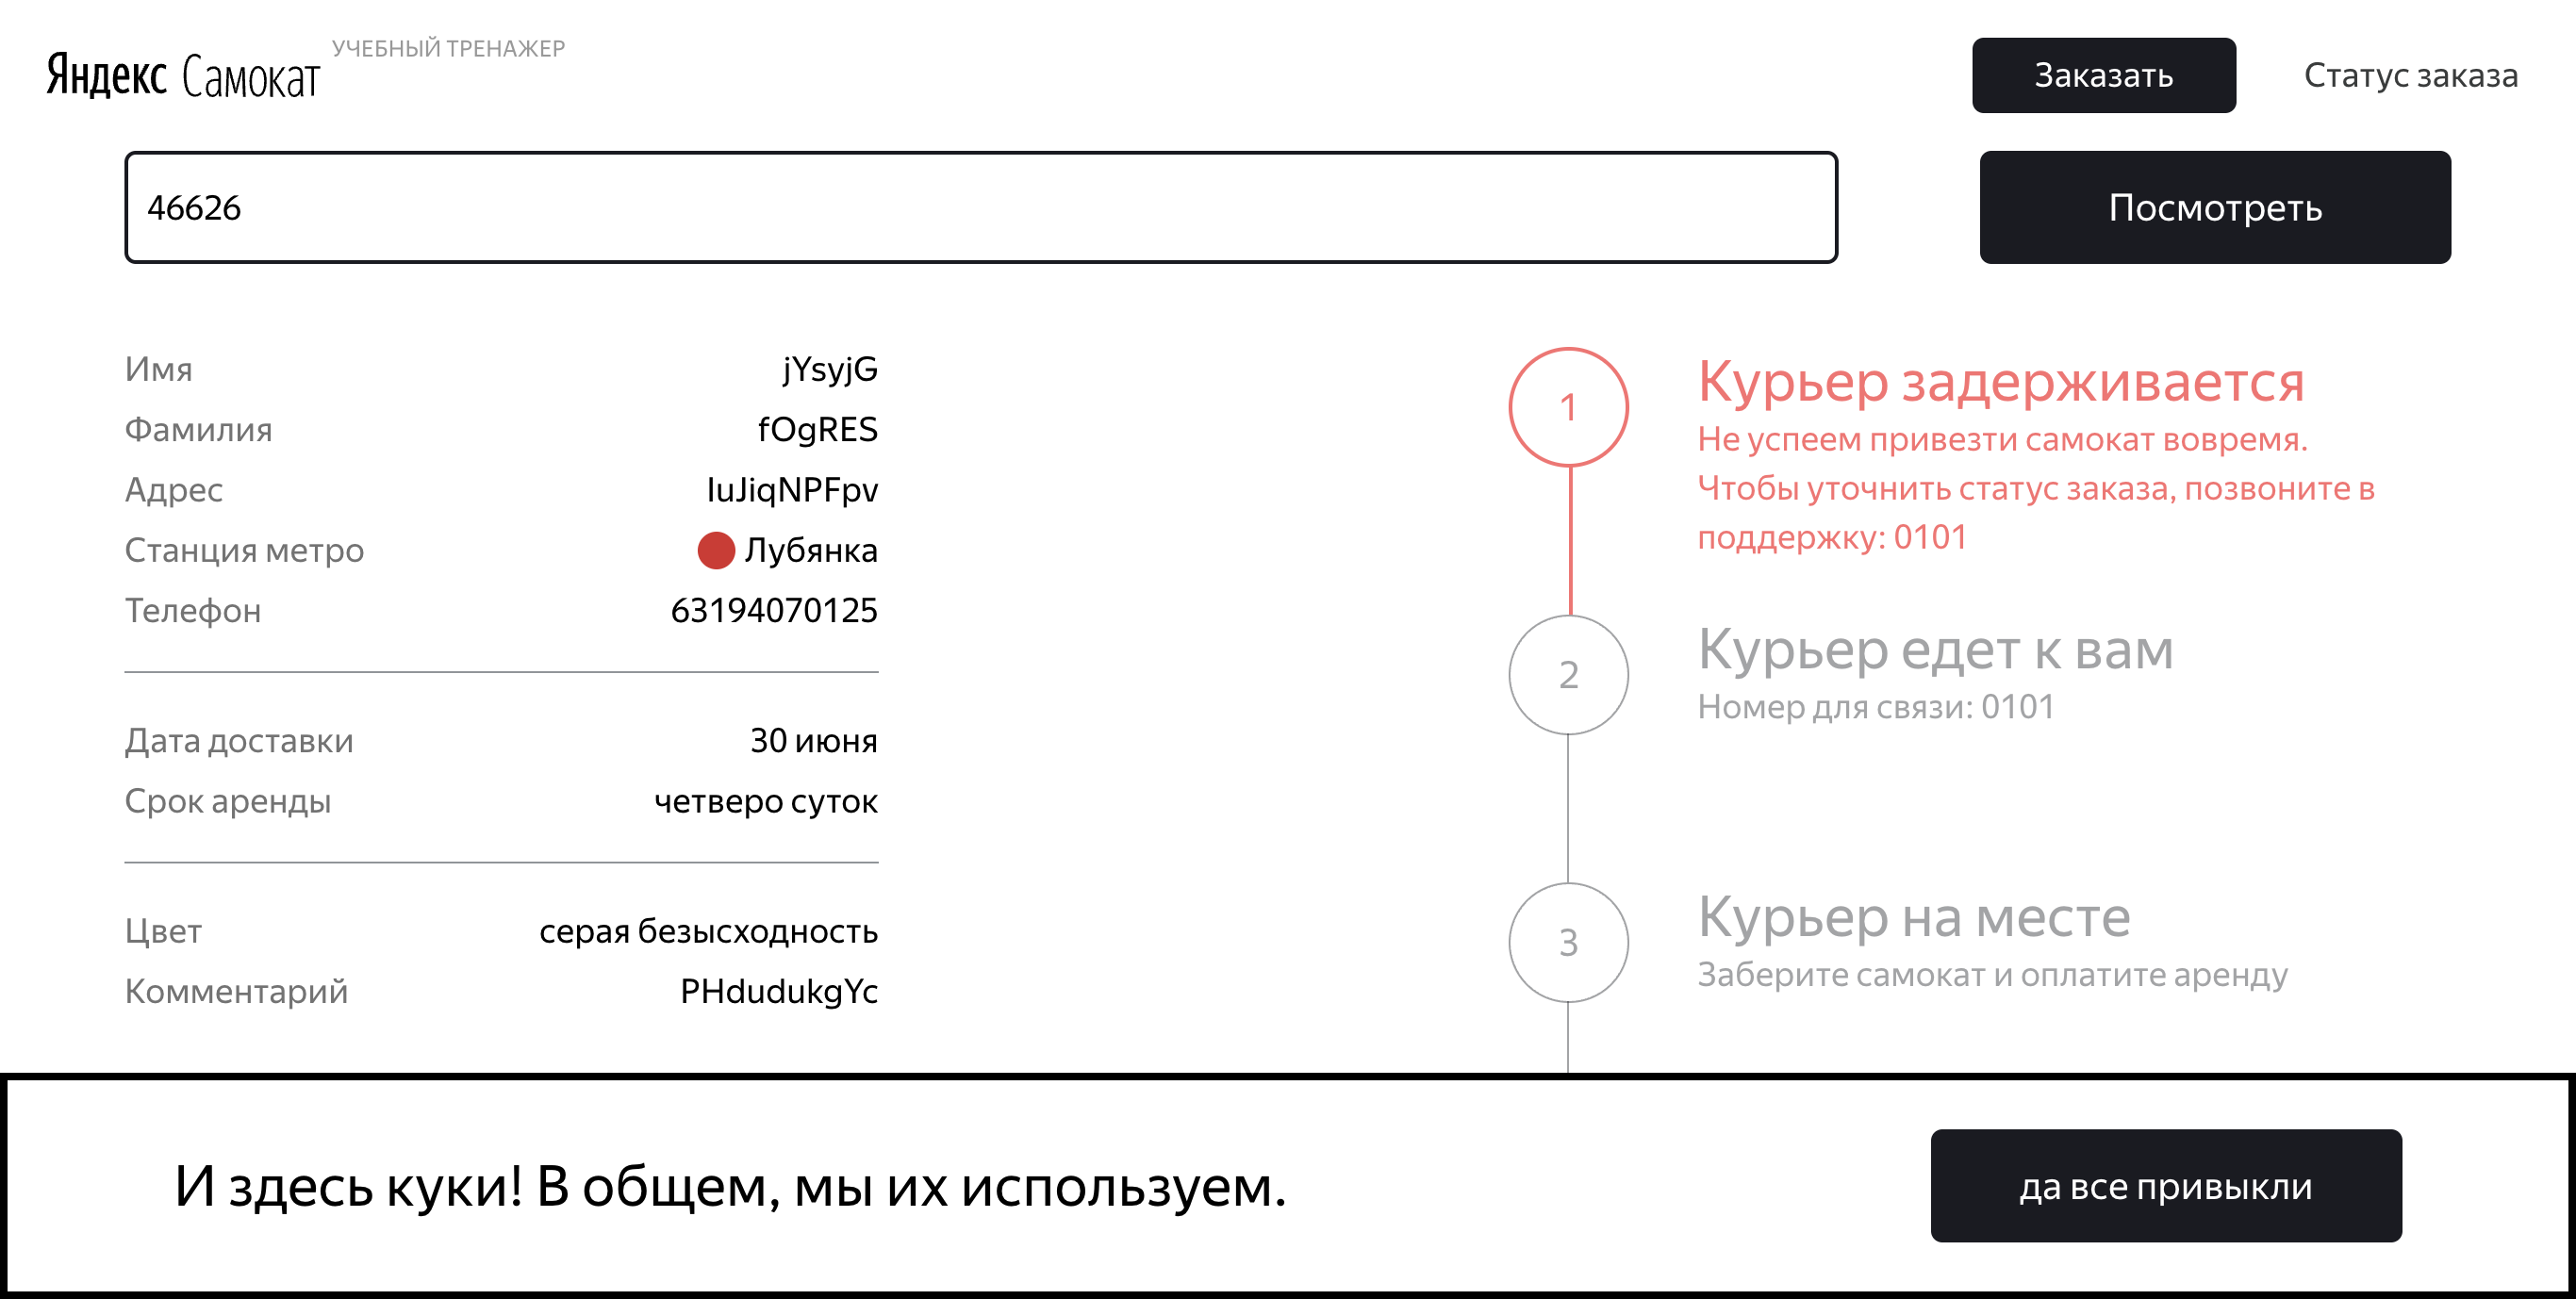 Яндекс Самокат
УЧЕБНЫЙ ТРЕНАЖЕР
Заказать
Статус заказа
46626
Посмотреть
Имя jYsyjG
Фамилия fOgRES
Адрес IuJiqNPFpv
Станция метро Лубянка
Телефон 63194070125
Дата доставки 30 июня
Срок аренды четверо суток
Цвет серая безысходность
Комментарий PHdudukgYc
1
Курьер задерживается
Не успеем привезти самокат вовремя.
Чтобы уточнить статус заказа, позвоните в
поддержку: 0101
2
Курьер едет к вам
Номер для связи: 0101
3
Курьер на месте
Заберите самокат и оплатите аренду
И здесь куки! В общем, мы их используем.
да все привыкли